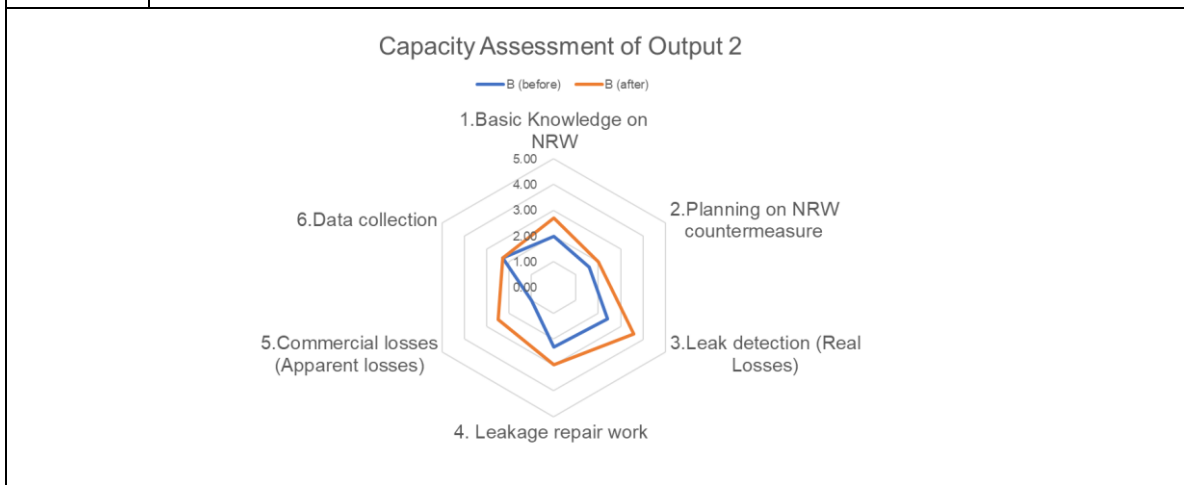 Capacity Assessment of Output 2
B (before) B (after)
1.Basic Knowledge on
NRW
5.00
4.00
3.00
2.00
1.00
0.00
2.Planning on NRW
countermeasure
3.Leak detection (Real
Losses)
4. Leakage repair work
5.Commercial losses
(Apparent losses)
6.Data collection